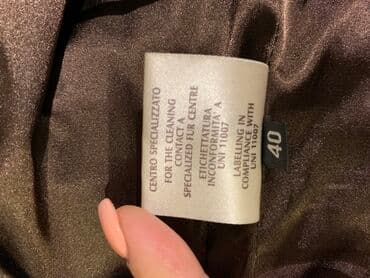 CENTRO SPECIALIZZATO
FOR THE CLEANING
CONTACT A
SPECIALIZED FUR CENTRE
ETICHETTATURA
INCONFORMITA' A
UNI 11007
LABELLING IN
COMPLIANCE WITH
UNI 11007
40